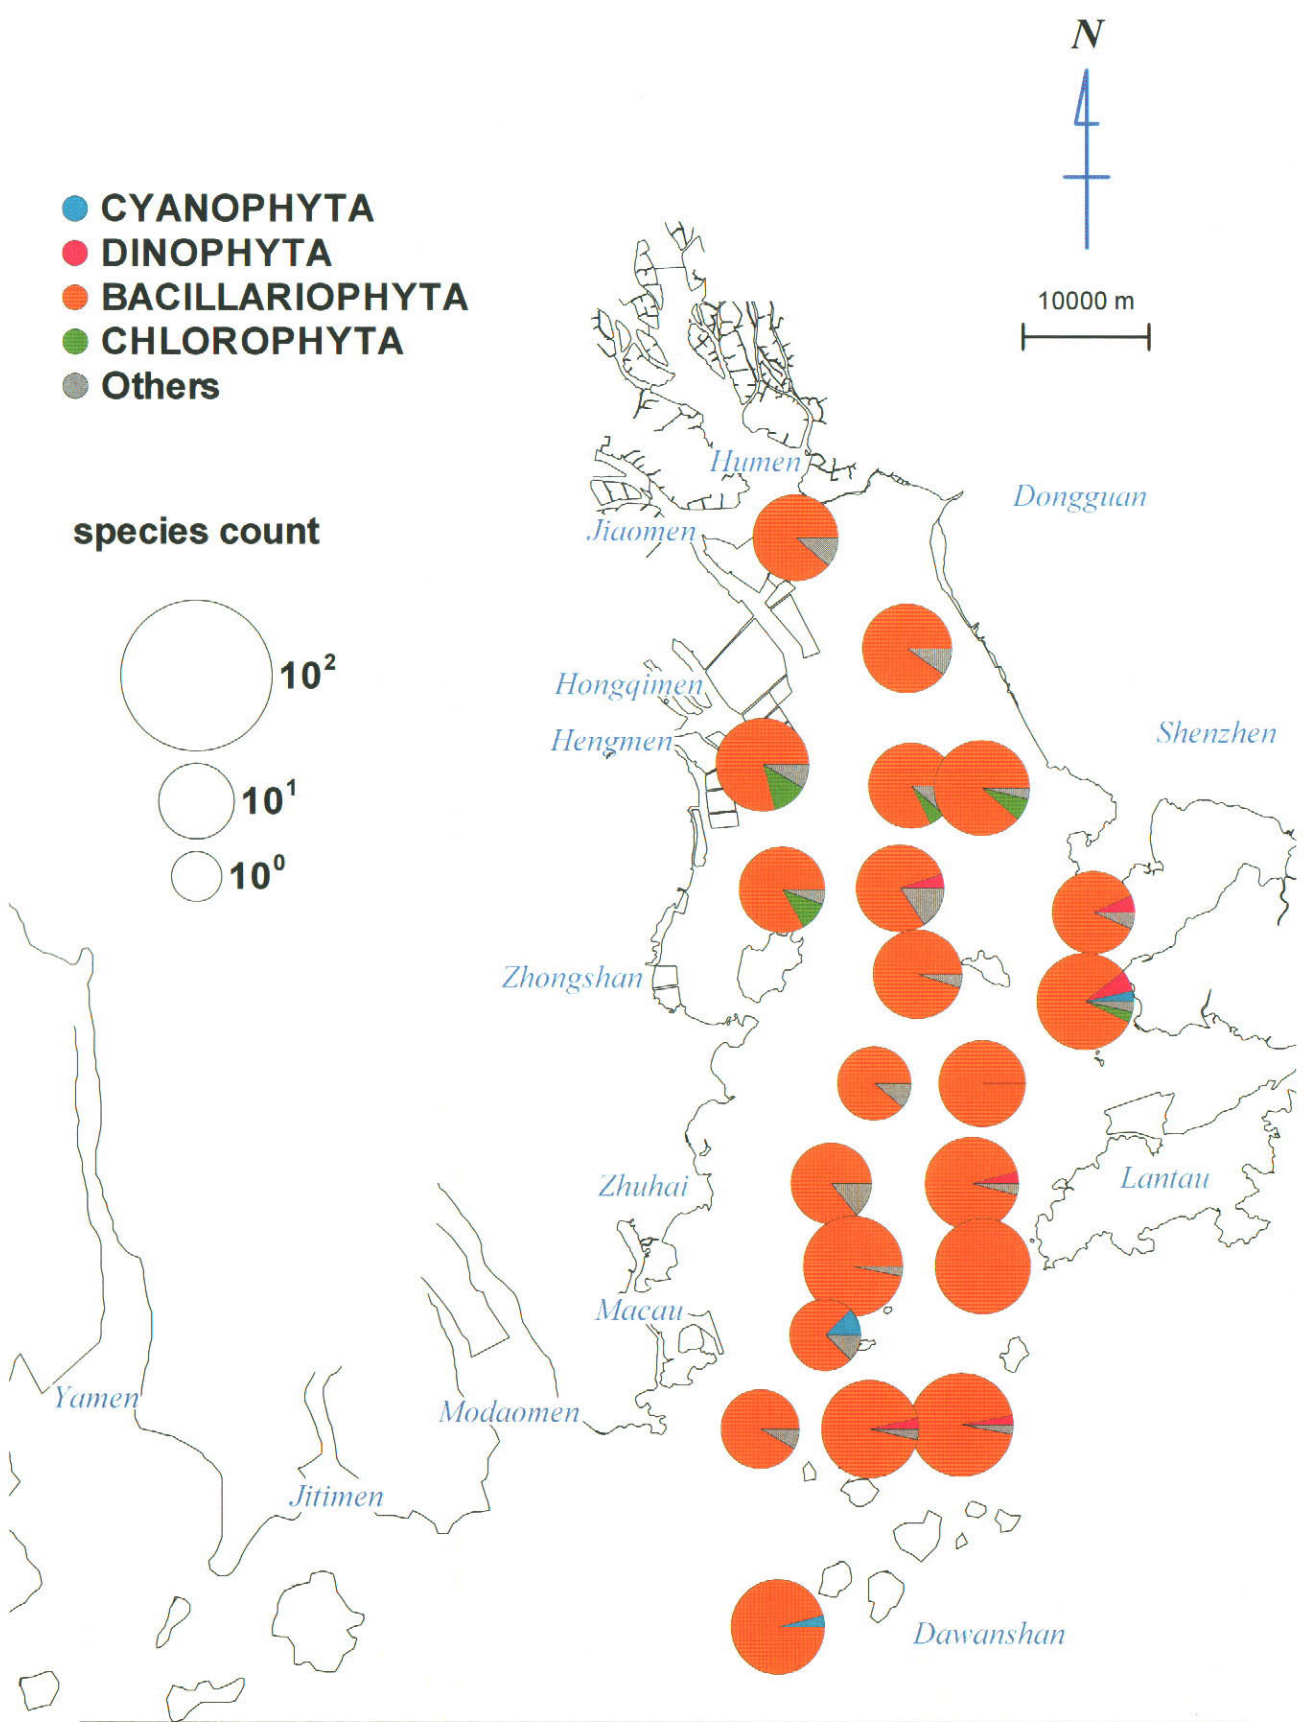 N
CYANOPHYTA
DINOPHYTA
BACILLARIOPHYTA
CHLOROPHYTA
Others
10000 m
Humen
Dongguan
species count
Jiaomen
10²
Hongqimen
Hengmen
Shenzhen
10¹
10⁰
Zhongshan
Zhuhai
Lantau
Macau
Yamen
Modaomen
Jitimen
Dawanshan